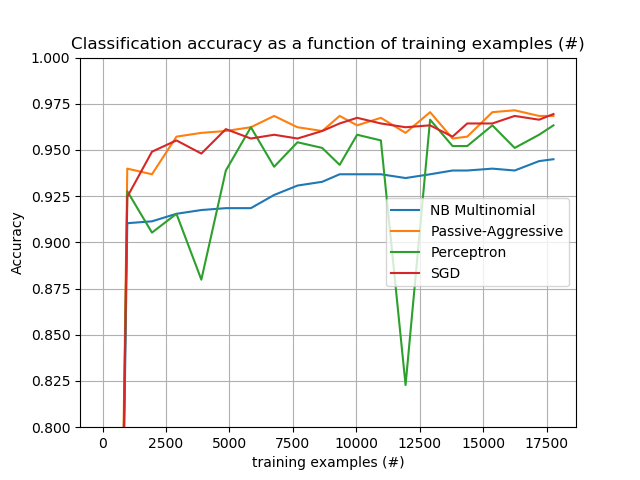 Classification accuracy as a function of training examples (#)
1.000
0.975
0.950
0.925
0.900
0.875
0.850
0.825
0.800
Accuracy
NB Multinomial
Passive-Aggressive
Perceptron
SGD
0 2500 5000 7500 10000 12500 15000 17500
training examples (#)